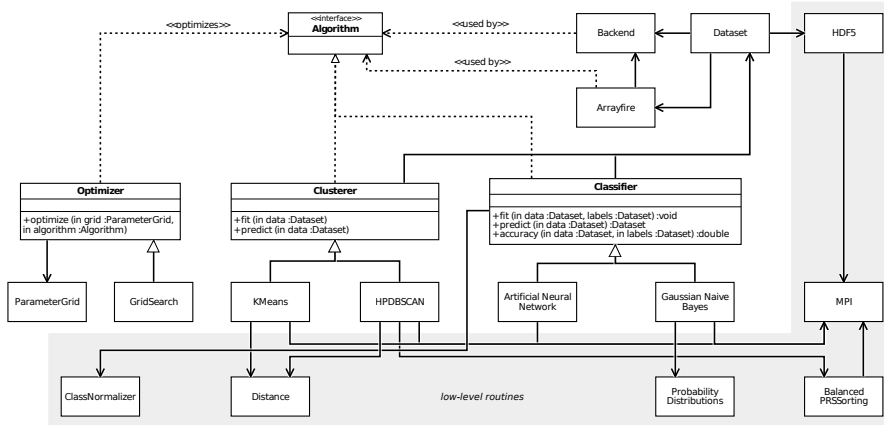 <<optimizes>>
<<interface>>
Algorithm
<<used by>>
Backend
Dataset
HDF5
<<used by>>
Arrayfire
Optimizer
+optimize (in grid :ParameterGrid,
in algorithm :Algorithm)
Clusterer
+fit (in data :Dataset)
+predict (in data :Dataset)
Classifier
+fit (in data :Dataset, labels :Dataset) :void
+predict (in data :Dataset) :Dataset
+accuracy (in data :Dataset, in labels :Dataset) :double
ParameterGrid
GridSearch
KMeans
HPDBSCAN
Artificial Neural
Network
Gaussian Naive
Bayes
MPI
ClassNormalizer
Distance
low-level routines
Probability
Distributions
Balanced
PRSSorting